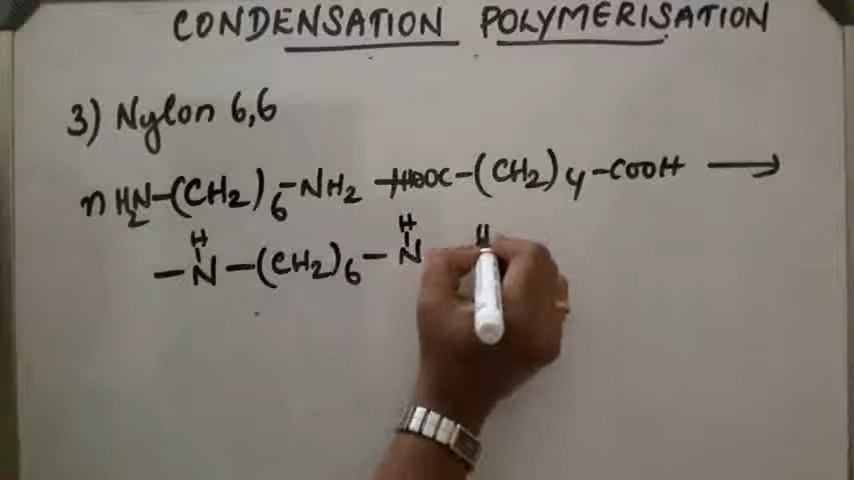 CONDENSATION POLYMERISATION
3) Nylon 6,6
n H2N-(CH2)6-NH2 + HOOC-(CH2)4-COOH →
H H
-N-(CH2)6-N